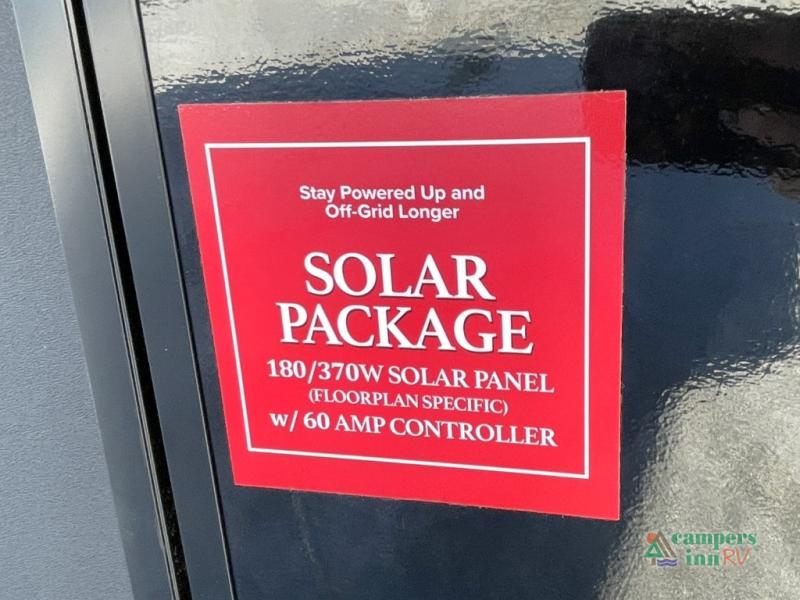 Stay Powered Up and
Off-Grid Longer
SOLAR
PACKAGE
180/370W SOLAR PANEL
(FLOORPLAN SPECIFIC)
w/ 60 AMP CONTROLLER
campers
inn RV